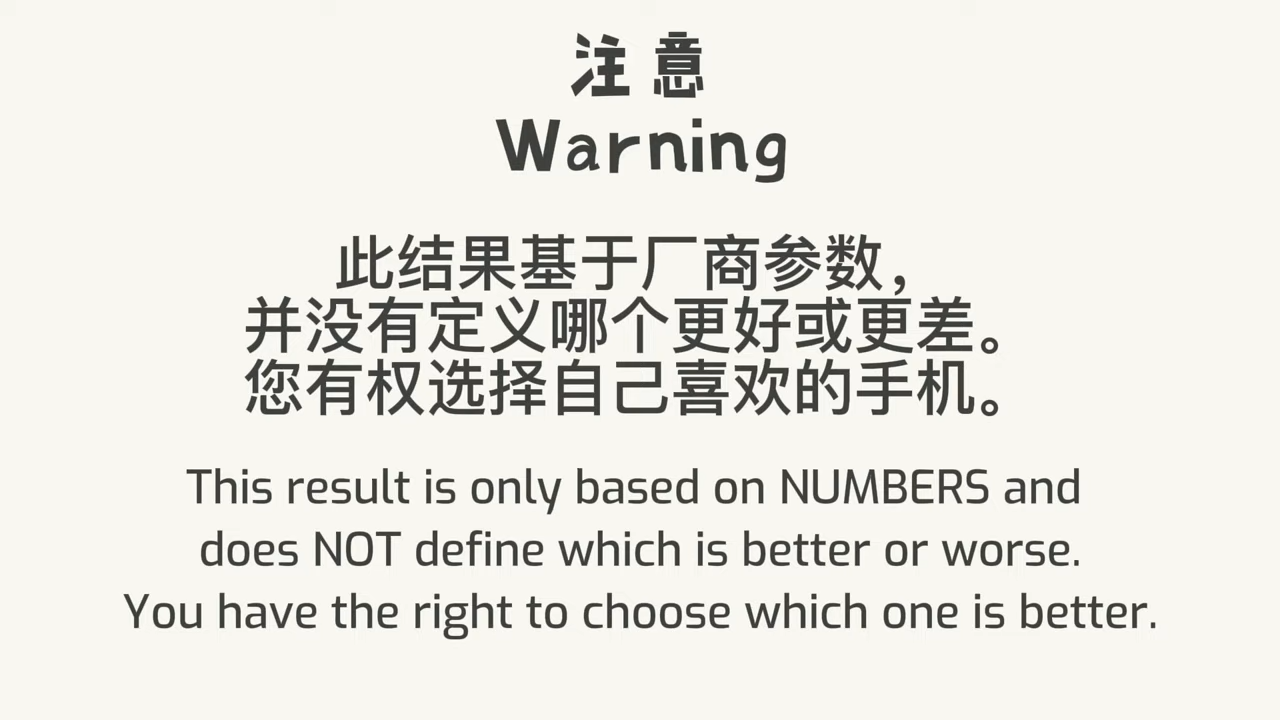 注意
Warning
此结果基于厂商参数，
并没有定义哪个更好或更差。
您有权选择自己喜欢的手机。
This result is only based on NUMBERS and
does NOT define which is better or worse.
You have the right to choose which one is better.